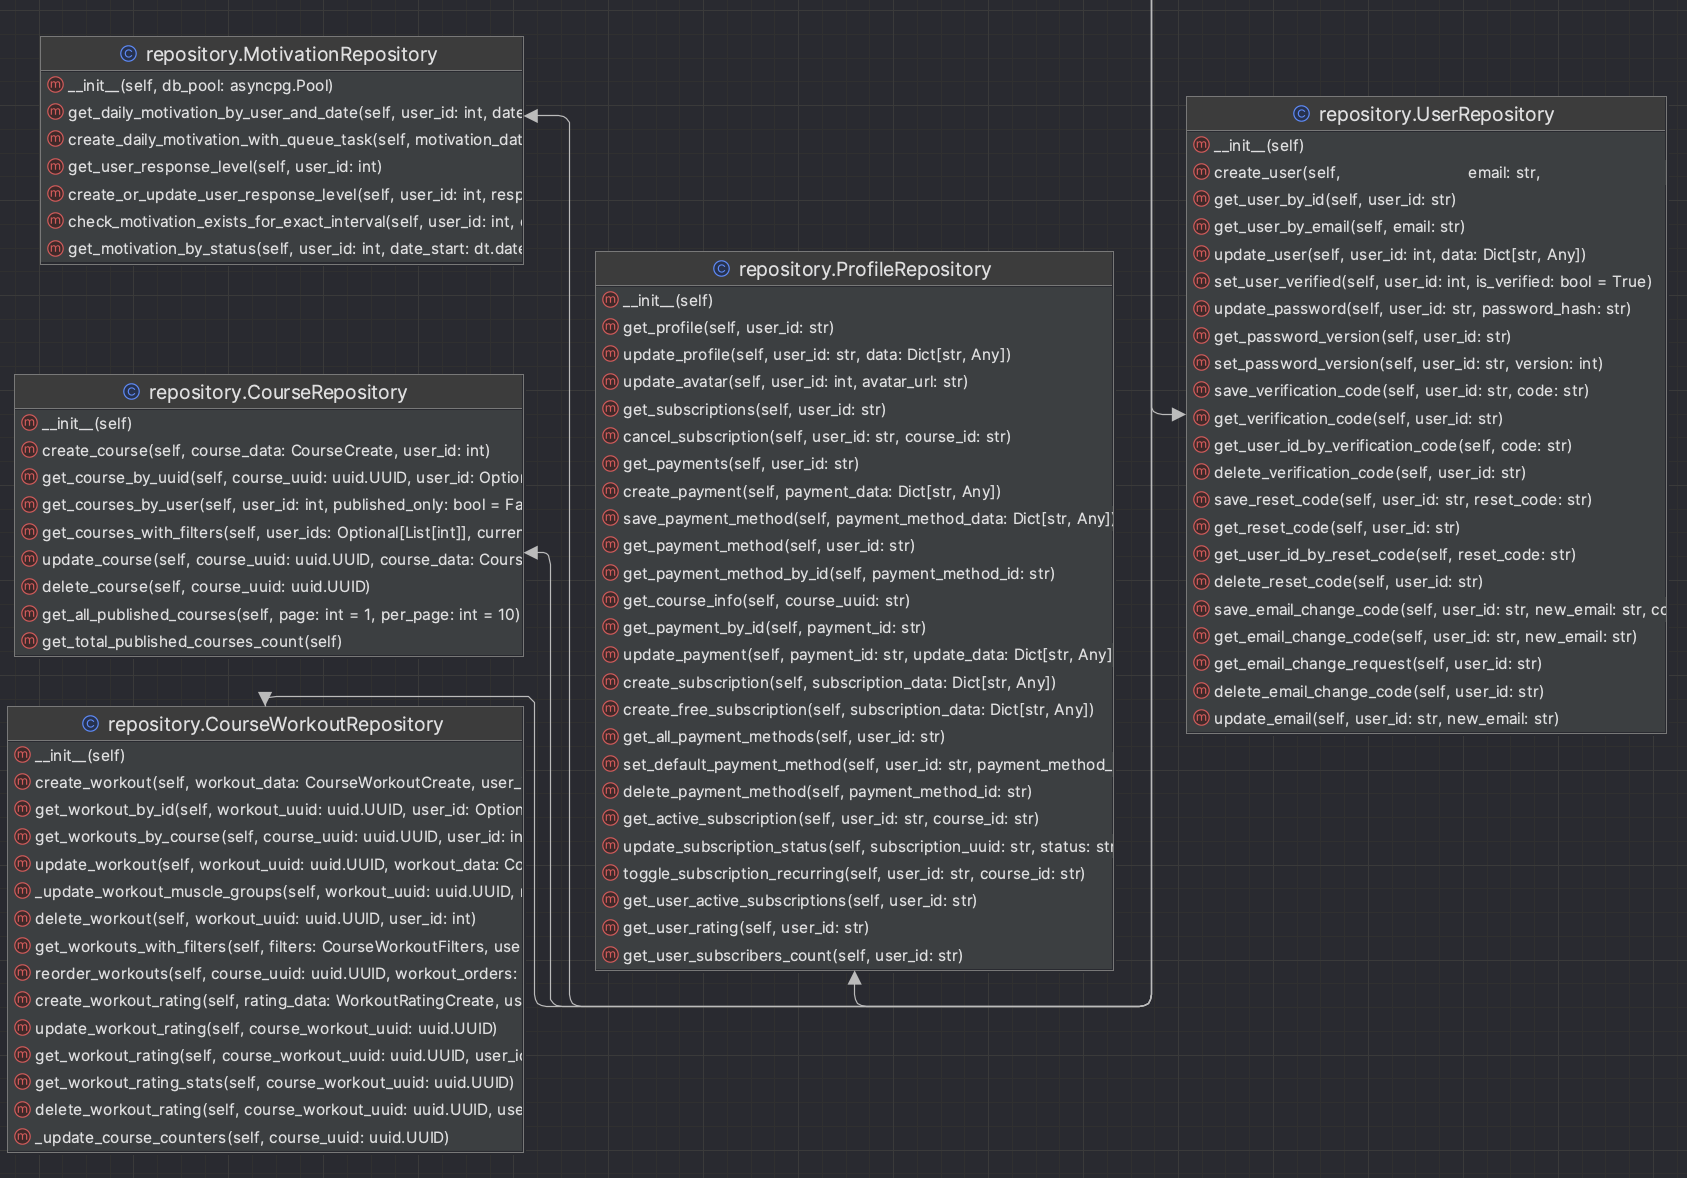 repository.MotivationRepository
__init__(self, db_pool: asyncpg.Pool)
get_daily_motivation_by_user_and_date(self, user_id: int, date
create_daily_motivation_with_queue_task(self, motivation_dat
get_user_response_level(self, user_id: int)
create_or_update_user_response_level(self, user_id: int, resp
check_motivation_exists_for_exact_interval(self, user_id: int,
get_motivation_by_status(self, user_id: int, date_start: dt.date
repository.CourseRepository
__init__(self)
create_course(self, course_data: CourseCreate, user_id: int)
get_course_by_uuid(self, course_uuid: uuid.UUID, user_id: Option
get_courses_by_user(self, user_id: int, published_only: bool = Fa
get_courses_with_filters(self, user_ids: Optional[List[int]], curren
update_course(self, course_uuid: uuid.UUID, course_data: Cours
delete_course(self, course_uuid: uuid.UUID)
get_all_published_courses(self, page: int = 1, per_page: int = 10)
get_total_published_courses_count(self)
repository.CourseWorkoutRepository
__init__(self)
create_workout(self, workout_data: CourseWorkoutCreate, user_
get_workout_by_id(self, workout_uuid: uuid.UUID, user_id: Option
get_workouts_by_course(self, course_uuid: uuid.UUID, user_id: in
update_workout(self, workout_uuid: uuid.UUID, workout_data: Co
_update_workout_muscle_groups(self, workout_uuid: uuid.UUID,
delete_workout(self, workout_uuid: uuid.UUID, user_id: int)
get_workouts_with_filters(self, filters: CourseWorkoutFilters, use
reorder_workouts(self, course_uuid: uuid.UUID, workout_orders:
create_workout_rating(self, rating_data: WorkoutRatingCreate, us
update_workout_rating(self, course_workout_uuid: uuid.UUID)
get_workout_rating(self, course_workout_uuid: uuid.UUID, user_id
get_workout_rating_stats(self, course_workout_uuid: uuid.UUID)
delete_workout_rating(self, course_workout_uuid: uuid.UUID, use
_update_course_counters(self, course_uuid: uuid.UUID)
repository.ProfileRepository
__init__(self)
get_profile(self, user_id: str)
update_profile(self, user_id: str, data: Dict[str, Any])
update_avatar(self, user_id: int, avatar_url: str)
get_subscriptions(self, user_id: str)
cancel_subscription(self, user_id: str, course_id: str)
get_payments(self, user_id: str)
create_payment(self, payment_data: Dict[str, Any])
save_payment_method(self, payment_method_data: Dict[str, Any])
get_payment_method(self, user_id: str)
get_payment_method_by_id(self, payment_method_id: str)
get_course_info(self, course_uuid: str)
get_payment_by_id(self, payment_id: str)
update_payment(self, payment_id: str, update_data: Dict[str, Any]
create_subscription(self, subscription_data: Dict[str, Any])
create_free_subscription(self, subscription_data: Dict[str, Any])
get_all_payment_methods(self, user_id: str)
set_default_payment_method(self, user_id: str, payment_method_
delete_payment_method(self, payment_method_id: str)
get_active_subscription(self, user_id: str, course_id: str)
update_subscription_status(self, subscription_uuid: str, status: str
toggle_subscription_recurring(self, user_id: str, course_id: str)
get_user_active_subscriptions(self, user_id: str)
get_user_rating(self, user_id: str)
get_user_subscribers_count(self, user_id: str)
repository.UserRepository
__init__(self)
create_user(self, email: str,
get_user_by_id(self, user_id: str)
get_user_by_email(self, email: str)
update_user(self, user_id: int, data: Dict[str, Any])
set_user_verified(self, user_id: int, is_verified: bool = True)
update_password(self, user_id: str, password_hash: str)
get_password_version(self, user_id: str)
set_password_version(self, user_id: str, version: int)
save_verification_code(self, user_id: str, code: str)
get_verification_code(self, user_id: str)
get_user_id_by_verification_code(self, code: str)
delete_verification_code(self, user_id: str)
save_reset_code(self, user_id: str, reset_code: str)
get_reset_code(self, user_id: str)
get_user_id_by_reset_code(self, reset_code: str)
delete_reset_code(self, user_id: str)
save_email_change_code(self, user_id: str, new_email: str, co
get_email_change_code(self, user_id: str, new_email: str)
get_email_change_request(self, user_id: str)
delete_email_change_code(self, user_id: str)
update_email(self, user_id: str, new_email: str)